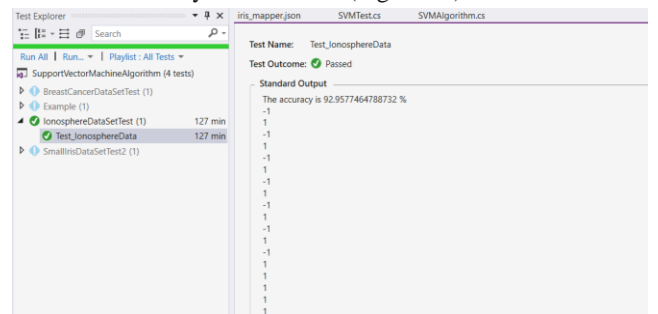 Test Explorer
Search
Run All | Run... | Playlist : All Tests
SupportVectorMachineAlgorithm (4 tests)
BreastCancerDataSetTest (1)
Example (1)
IonosphereDataSetTest (1) 127 min
Test_IonosphereData 127 min
SmallIrisDataSetTest2 (1)
iris_mapper.json SVMTest.cs SVMAlgorithm.cs
Test Name: Test_IonosphereData
Test Outcome: Passed
Standard Output
The accuracy is 92.9577464788732 %
-1
1
-1
1
-1
1
-1
1
-1
1
-1
1
-1
1
1
1
1
1